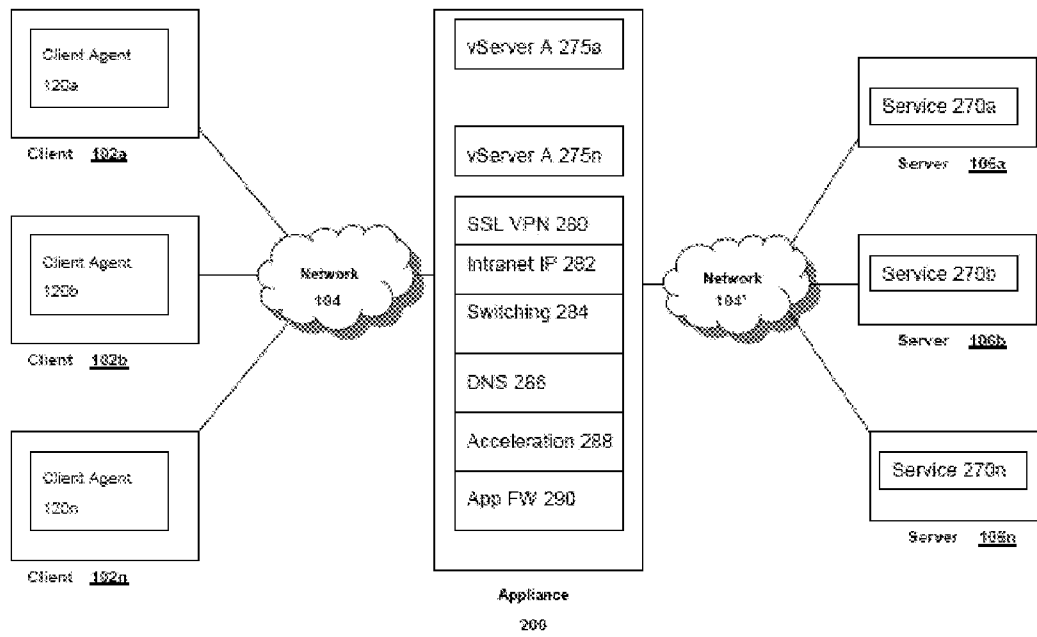 Client Agent
120a
Client 102a
Client Agent
120b
Client 102b
Client Agent
120n
Client 102n
Network
104
vServer A 275a
vServer A 275n
SSL VPN 280
Intranet IP 282
Switching 284
DNS 286
Acceleration 288
App FW 290
Appliance
200
Network
104'
Service 270a
Server 106a
Service 270b
Server 106b
Service 270n
Server 106n